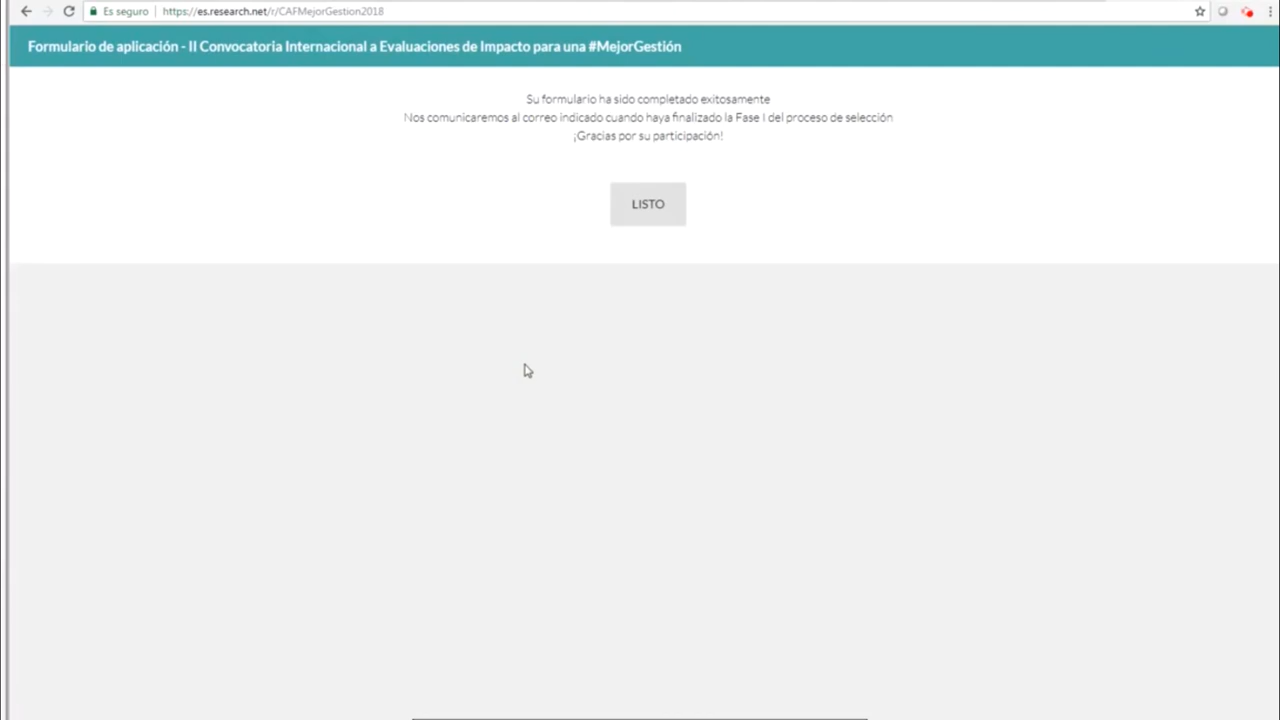 Es seguro
https://es.research.net/r/CAFMejorGestion2018
Formulario de aplicación - II Convocatoria Internacional a Evaluaciones de Impacto para una #MejorGestión
Su formulario ha sido completado exitosamente
Nos comunicaremos al correo indicado cuando haya finalizado la Fase I del proceso de selección
¡Gracias por su participación!
LISTO